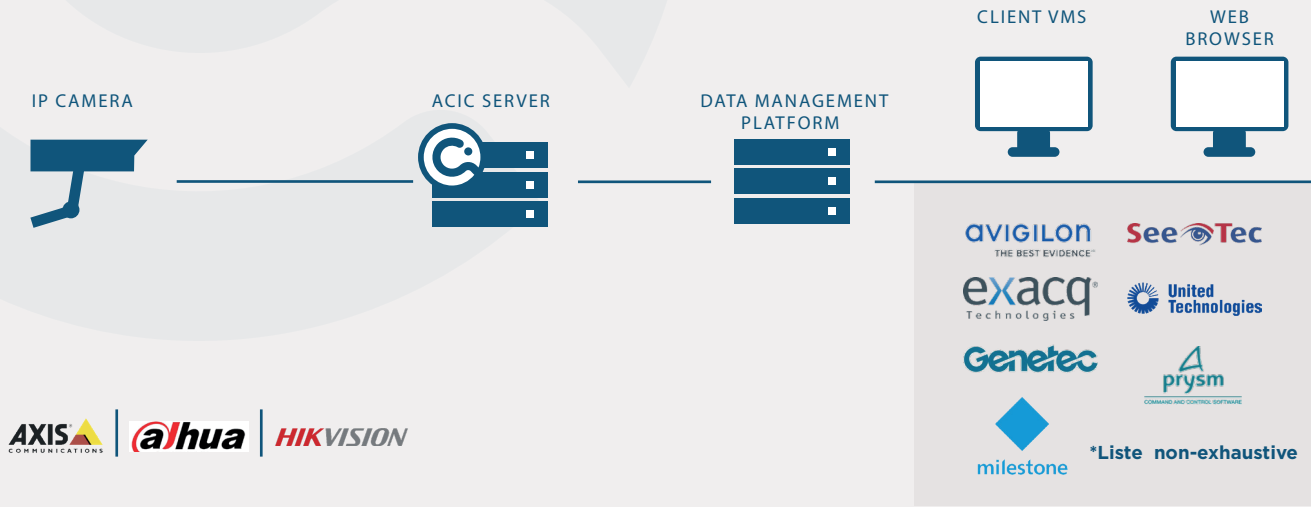 CLIENT VMS
WEB
BROWSER
IP CAMERA
ACIC SERVER
DATA MANAGEMENT
PLATFORM
AVIGILON
THE BEST EVIDENCE™
SeeTec
exacq®
Technologies
United
Technologies
Genetec
prysm
COMMAND AND CONTROL SOFTWARE
milestone
*Liste non-exhaustive
AXIS
COMMUNICATIONS
alhua
HIKVISION